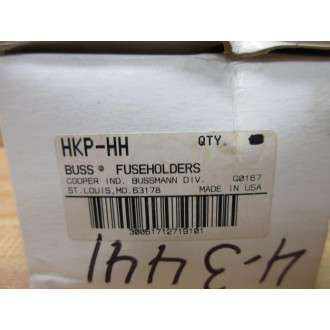 HKP-HH QTY.
BUSS® FUSEHOLDERS
COOPER IND. BUSSMANN DIV. G0167
ST.LOUIS,MO.63178 MADE IN USA
30051712719101
4-3441